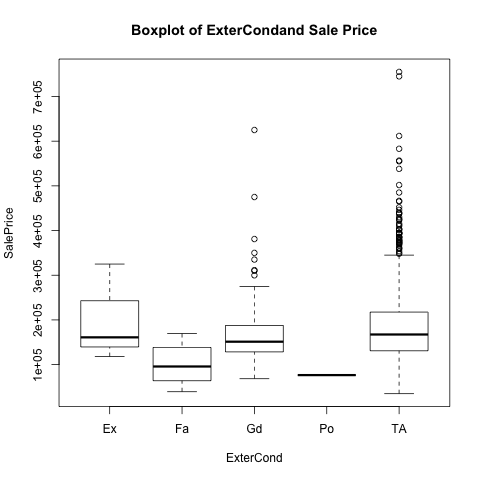 Boxplot of ExterCondand Sale Price
SalePrice
7e+05
6e+05
5e+05
4e+05
3e+05
2e+05
1e+05
Ex Fa Gd Po TA
ExterCond